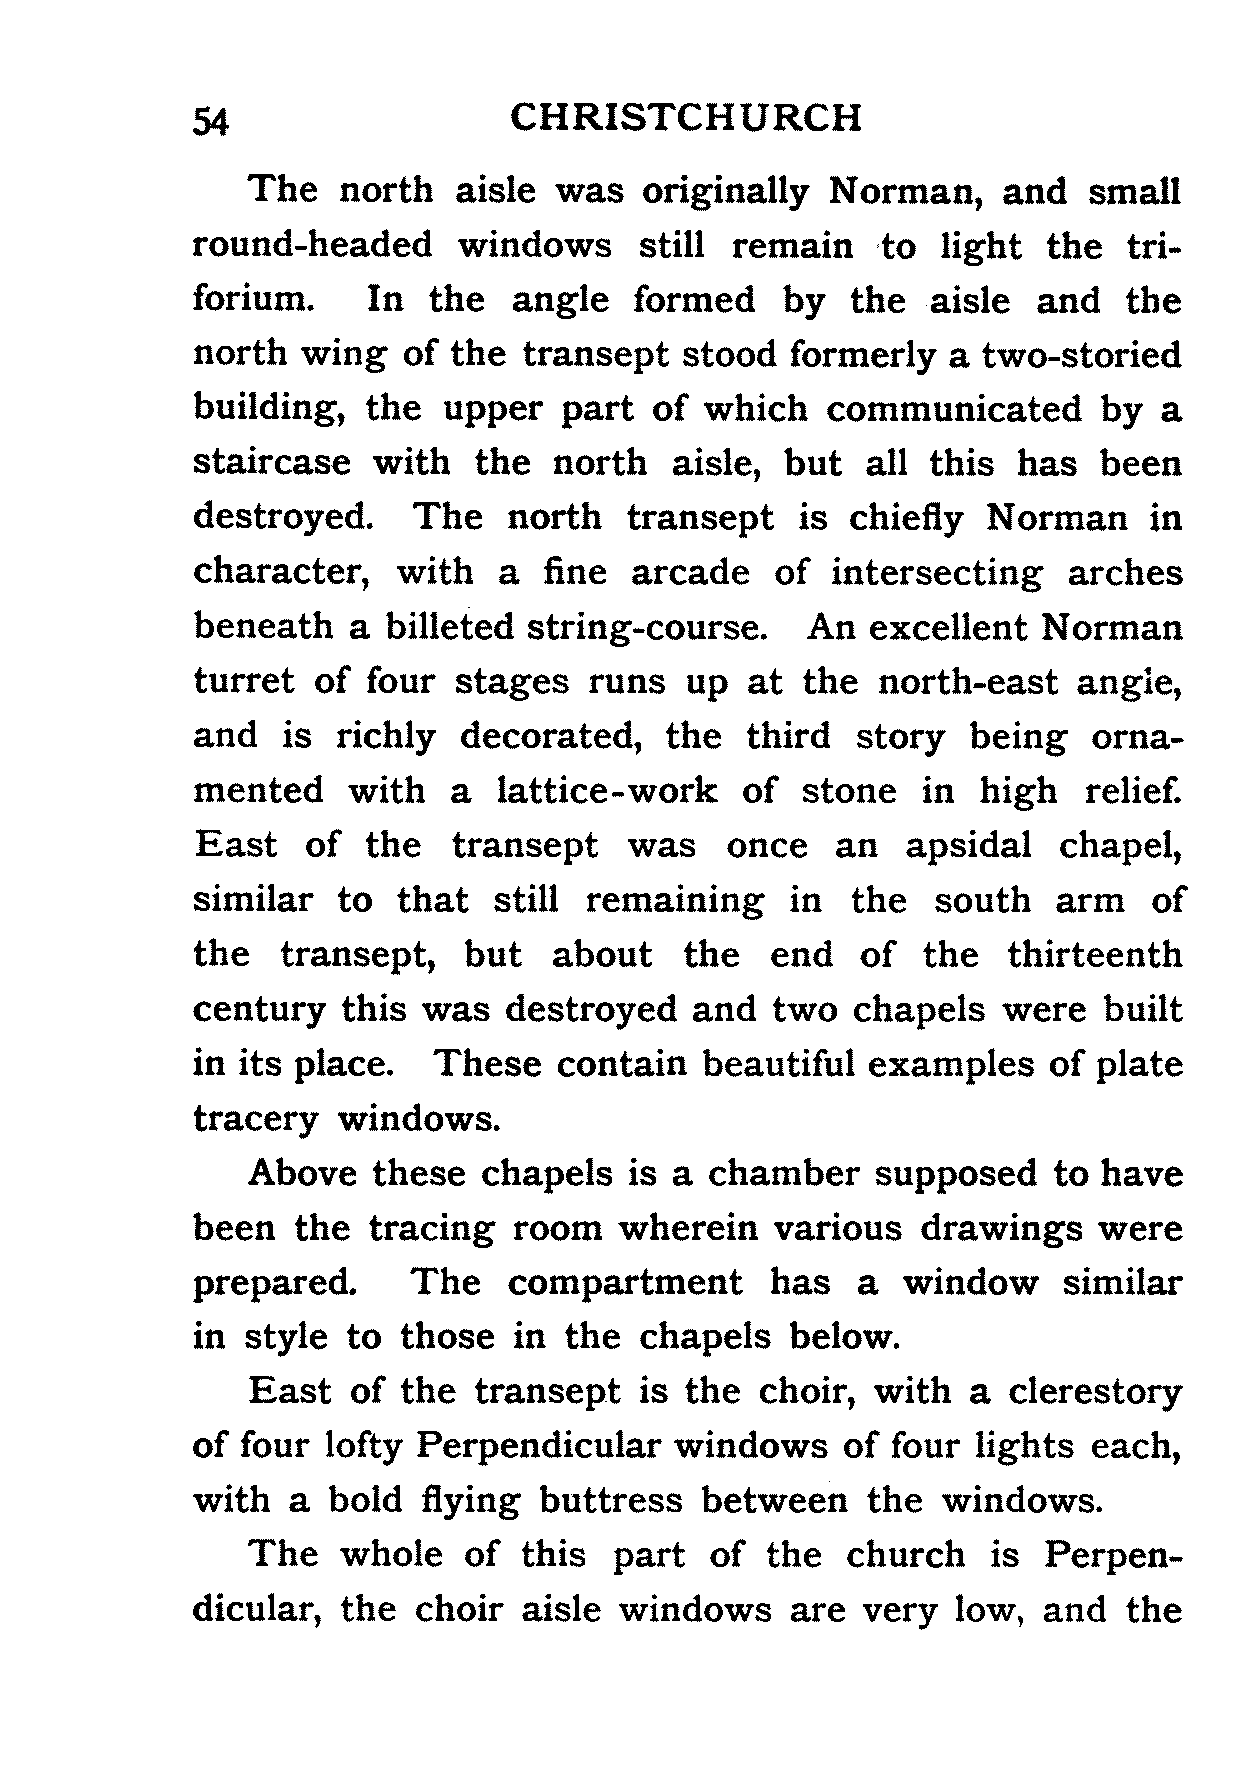 54 CHRISTCHURCH
The north aisle was originally Norman, and small
round-headed windows still remain to light the tri-
forium. In the angle formed by the aisle and the
north wing of the transept stood formerly a two-storied
building, the upper part of which communicated by a
staircase with the north aisle, but all this has been
destroyed. The north transept is chiefly Norman in
character, with a fine arcade of intersecting arches
beneath a billeted string-course. An excellent Norman
turret of four stages runs up at the north-east angle,
and is richly decorated, the third story being orna-
mented with a lattice-work of stone in high relief.
East of the transept was once an apsidal chapel,
similar to that still remaining in the south arm of
the transept, but about the end of the thirteenth
century this was destroyed and two chapels were built
in its place. These contain beautiful examples of plate
tracery windows.
Above these chapels is a chamber supposed to have
been the tracing room wherein various drawings were
prepared. The compartment has a window similar
in style to those in the chapels below.
East of the transept is the choir, with a clerestory
of four lofty Perpendicular windows of four lights each,
with a bold flying buttress between the windows.
The whole of this part of the church is Perpen-
dicular, the choir aisle windows are very low, and the